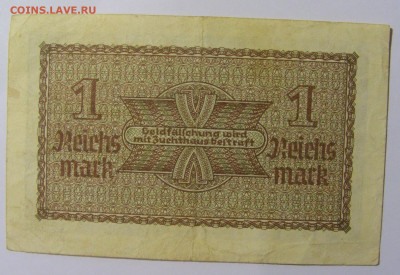 COINS.LAVE.RU
1
Reichs
mark
Geldfälschung wird
mit Zuchthaus bestraft
1
Reichs
mark